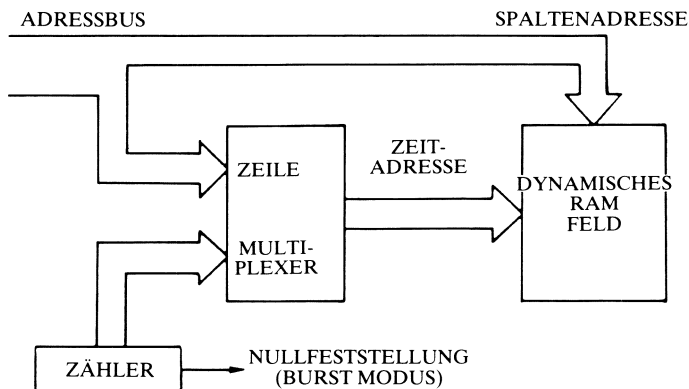 ADRESSBUS
SPALTENADRESSE
ZEILE
MULTI-
PLEXER
ZEIT-
ADRESSE
DYNAMISCHES
RAM
FELD
ZÄHLER
NULLFESTSTELLUNG
(BURST MODUS)